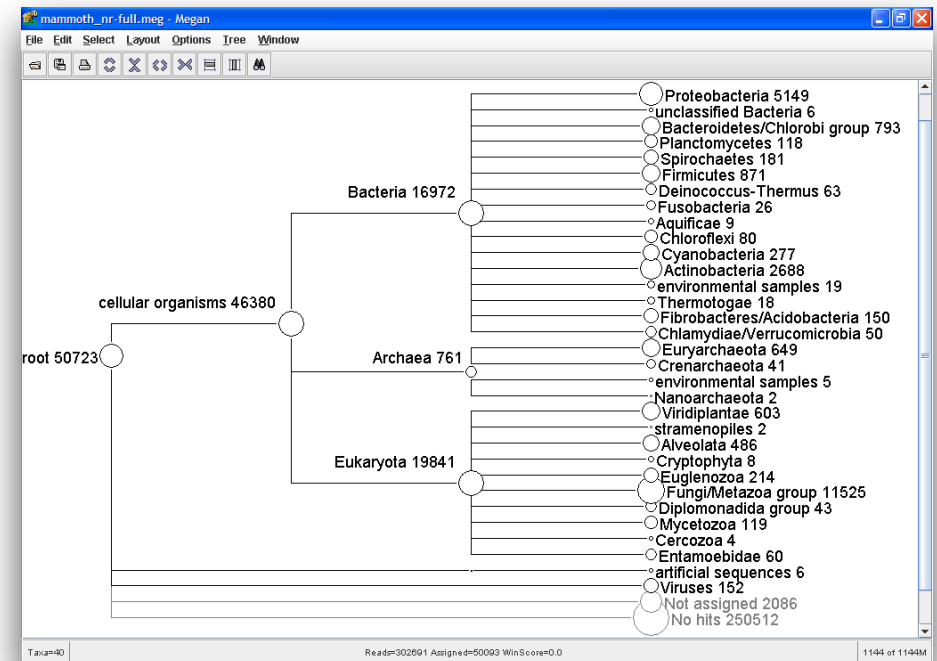 mammoth_nr-full.meg - Megan
File Edit Select Layout Options Tree Window
Proteobacteria 5149
unclassified Bacteria 6
Bacteroidetes/Chlorobi group 793
Planctomycetes 118
Spirochaetes 181
Firmicutes 871
Bacteria 16972
Deinococcus-Thermus 63
Fusobacteria 26
Aquificae 9
Chloroflexi 80
Cyanobacteria 277
Actinobacteria 2688
environmental samples 19
cellular organisms 46380
Thermotogae 18
Fibrobacteres/Acidobacteria 150
Chlamydiae/Verrucomicrobia 50
Euryarchaeota 649
root 50723
Archaea 761
Crenarchaeota 41
environmental samples 5
Nanoarchaeota 2
Viridiplantae 603
stramenopiles 2
Alveolata 486
Eukaryota 19841
Cryptophyta 8
Euglenozoa 214
Fungi/Metazoa group 11525
Diplomonadida group 43
Mycetozoa 119
Cercozoa 4
Entamoebidae 60
artificial sequences 6
Viruses 152
Not assigned 2086
No hits 250512
Taxa=40 Reads=302691 Assigned=50093 WinScore=0.0 1144 of 1144M